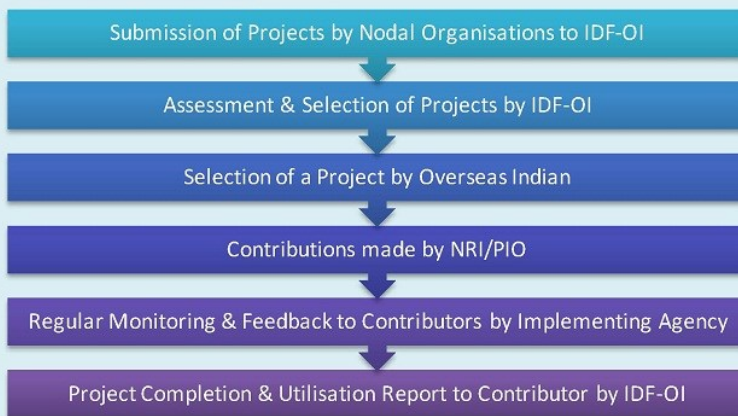 Submission of Projects by Nodal Organisations to IDF-OI
Assessment & Selection of Projects by IDF-OI
Selection of a Project by Overseas Indian
Contributions made by NRI/PIO
Regular Monitoring & Feedback to Contributors by Implementing Agency
Project Completion & Utilisation Report to Contributor by IDF-OI